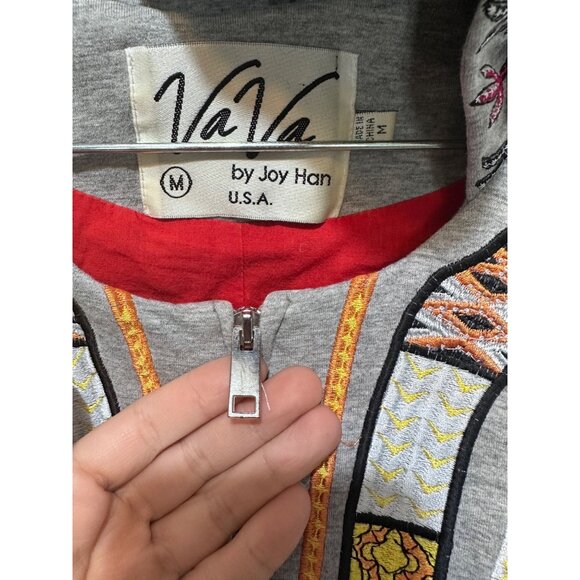 VaVa
by Joy Han
U.S.A.
M
MADE IN
CHINA
M